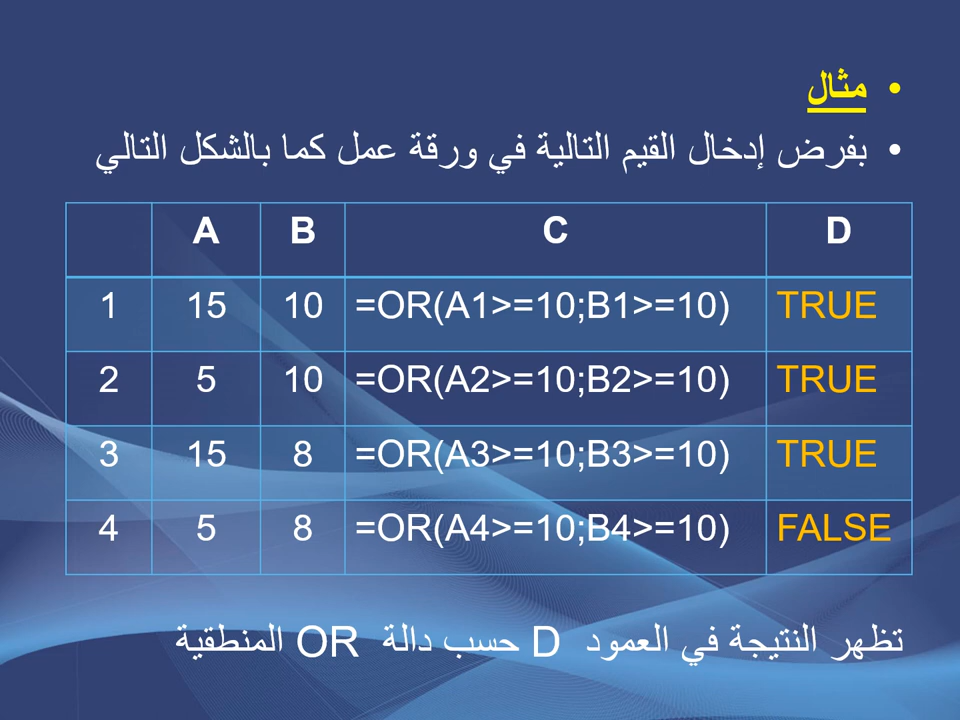 • مثال
• بفرض إدخال القيم التالية في ورقة عمل كما بالشكل التالي
A B C D
1 15 10 =OR(A1>=10;B1>=10) TRUE
2 5 10 =OR(A2>=10;B2>=10) TRUE
3 15 8 =OR(A3>=10;B3>=10) TRUE
4 5 8 =OR(A4>=10;B4>=10) FALSE
تظهر النتيجة في العمود D حسب دالة OR المنطقية